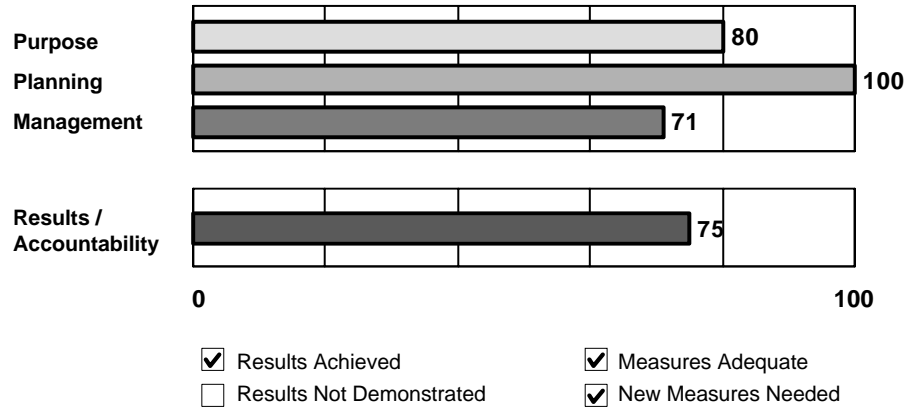 Purpose 80
Planning 100
Management 71
Results / 
Accountability 75
0 100
Results Achieved Measures Adequate
Results Not Demonstrated New Measures Needed